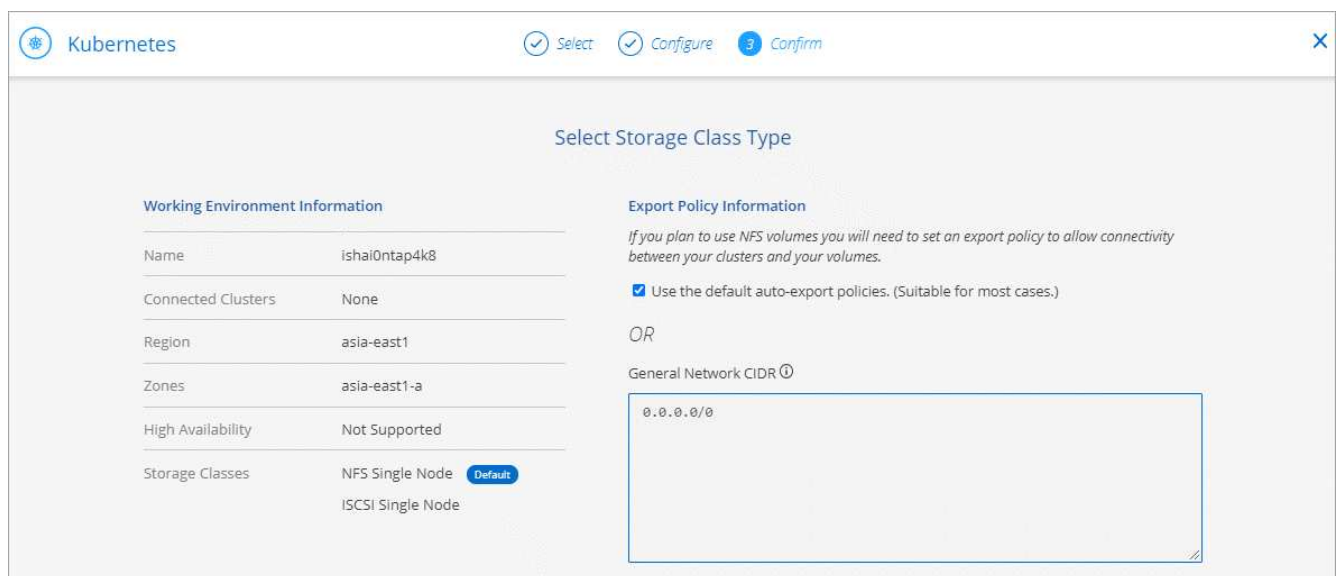 Kubernetes
Select
Configure
3 Confirm
Select Storage Class Type
Working Environment Information
Name ishai0ntap4k8
Connected Clusters None
Region asia-east1
Zones asia-east1-a
High Availability Not Supported
Storage Classes NFS Single Node Default
ISCSI Single Node
Export Policy Information
If you plan to use NFS volumes you will need to set an export policy to allow connectivity
between your clusters and your volumes.
Use the default auto-export policies. (Suitable for most cases.)
OR
General Network CIDR
0.0.0.0/0